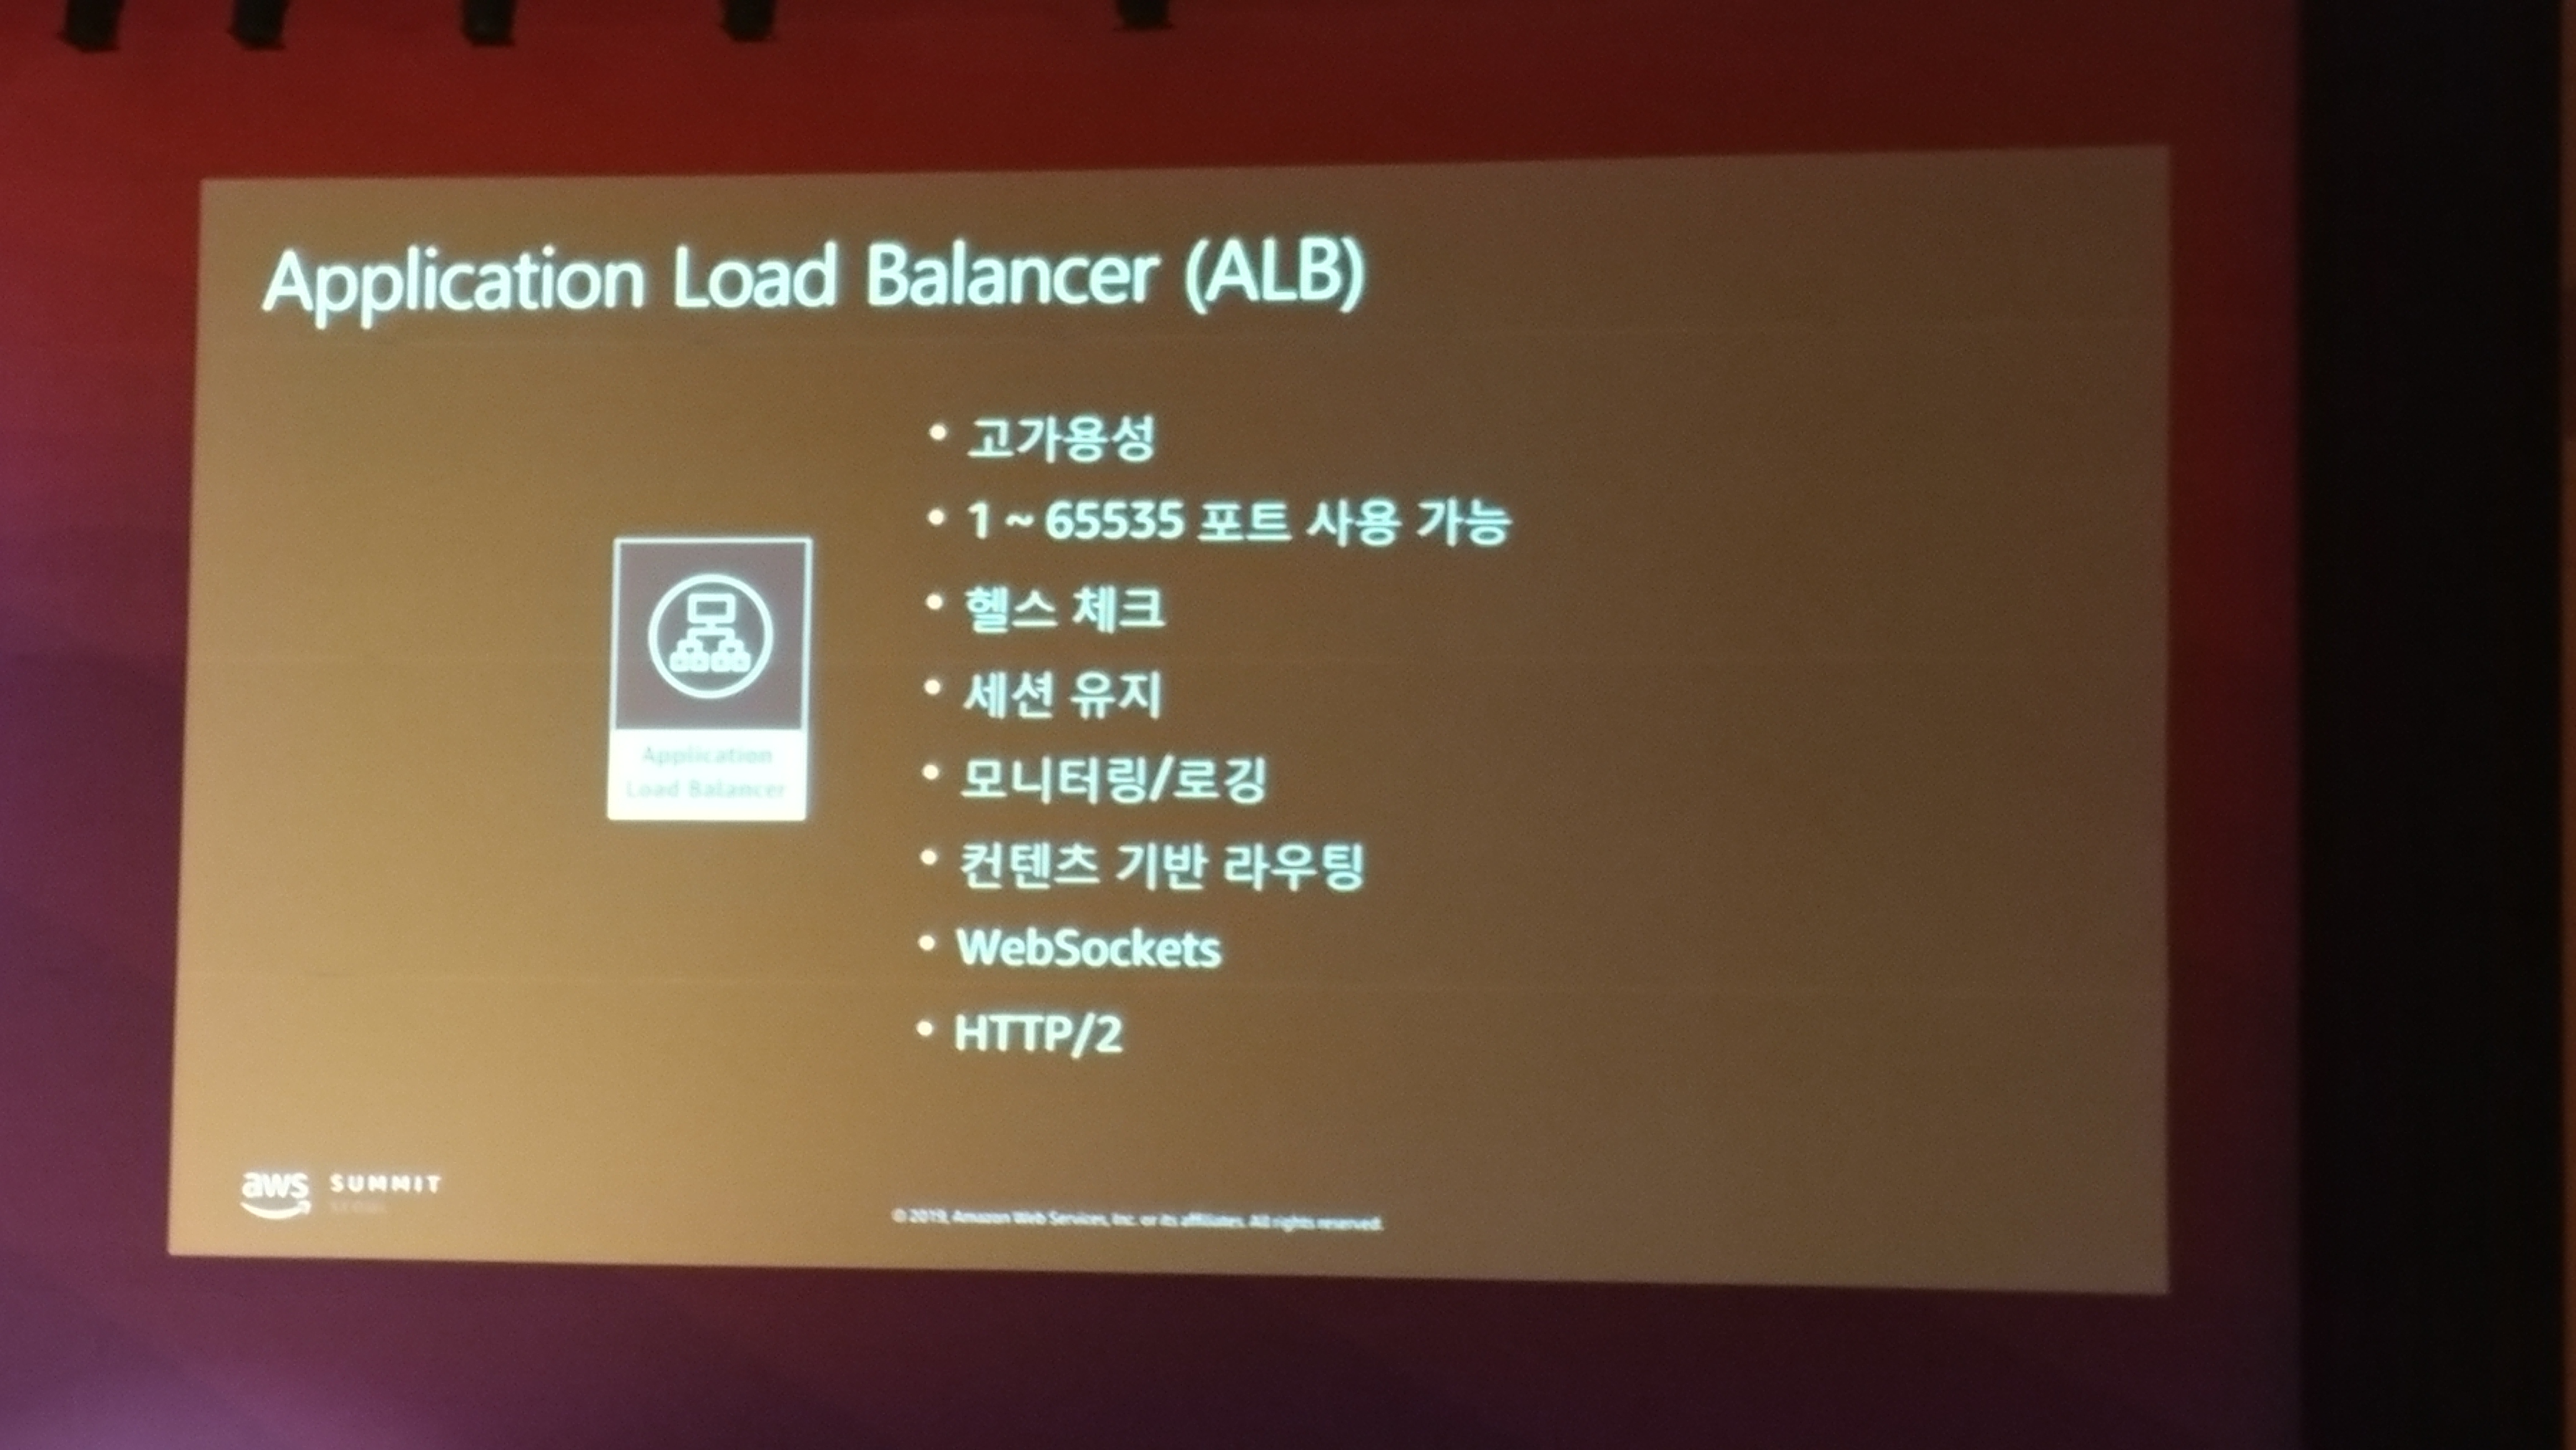 Application Load Balancer (ALB)
• 고가용성
• 1 ~ 65535 포트 사용 가능
• 헬스 체크
• 세션 유지
• 모니터링/로깅
• 컨텐츠 기반 라우팅
• WebSockets
• HTTP/2
Application
Load Balancer
aws SUMMIT
© 2019, Amazon Web Services, Inc. or its affiliates. All rights reserved.